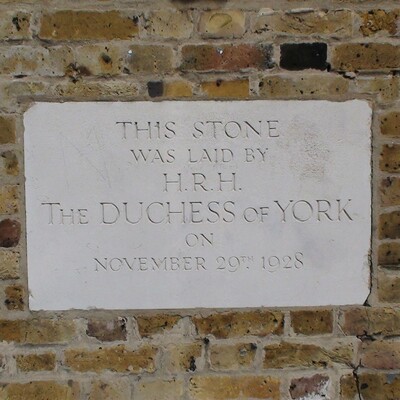 THIS STONE
WAS LAID BY
H.R.H.
THE DUCHESS OF YORK
ON
NOVEMBER 29TH 1928